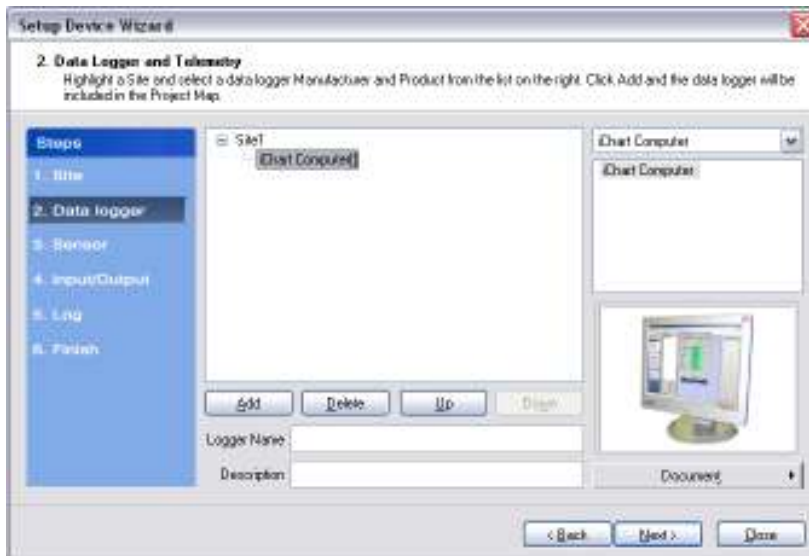 Setup Device Wizard
2. Data Logger and Telemetry
Highlight a Site and select a data logger Manufacturer and Product from the list on the right. Click Add and the data logger will be
included in the Project Map.
Steps
1. Site
2. Data logger
3. Sensor
4. Input/Output
5. Log
6. Finish
Site1
iChart Computer[]
Add
Delete
Up
Down
Logger Name
Description
iChart Computer
iChart Computer
Document
< Back
Next >
Close